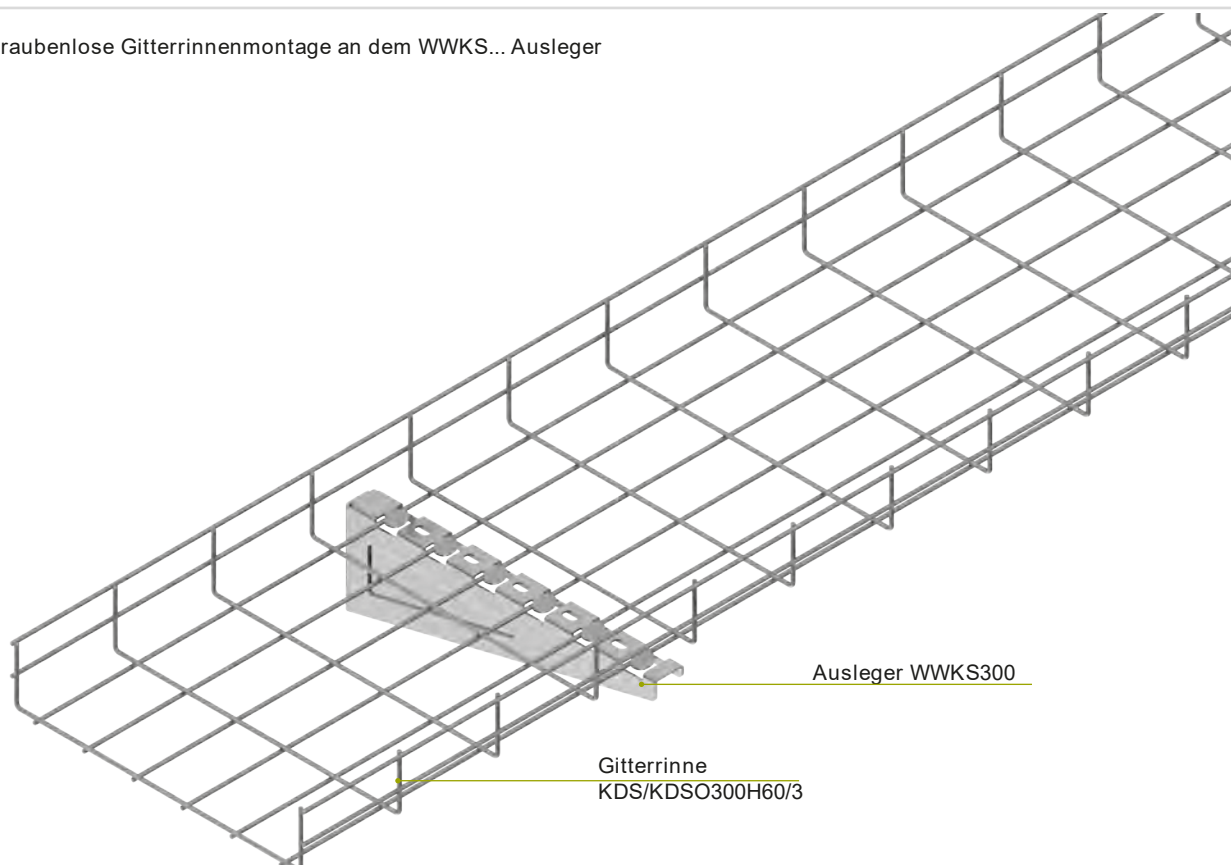 raubenlose Gitterrinnenmontage an dem WWKS... Ausleger
Ausleger WWKS300
Gitterrinne
KDS/KDSO300H60/3